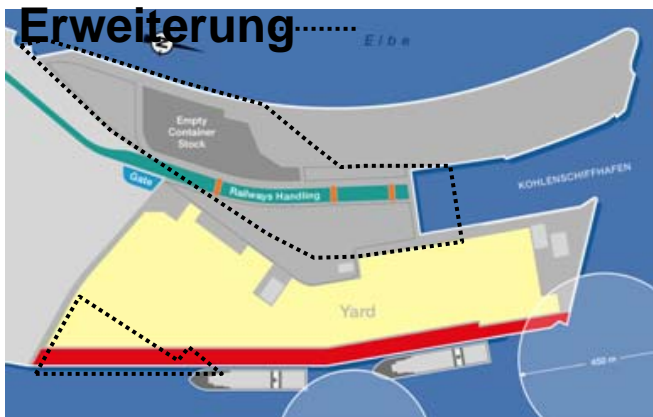 Erweiterung
N
Elbe
Empty
Container
Stock
Gate
Railways Handling
KOHLENSCHIFFHAFEN
Yard
450 m